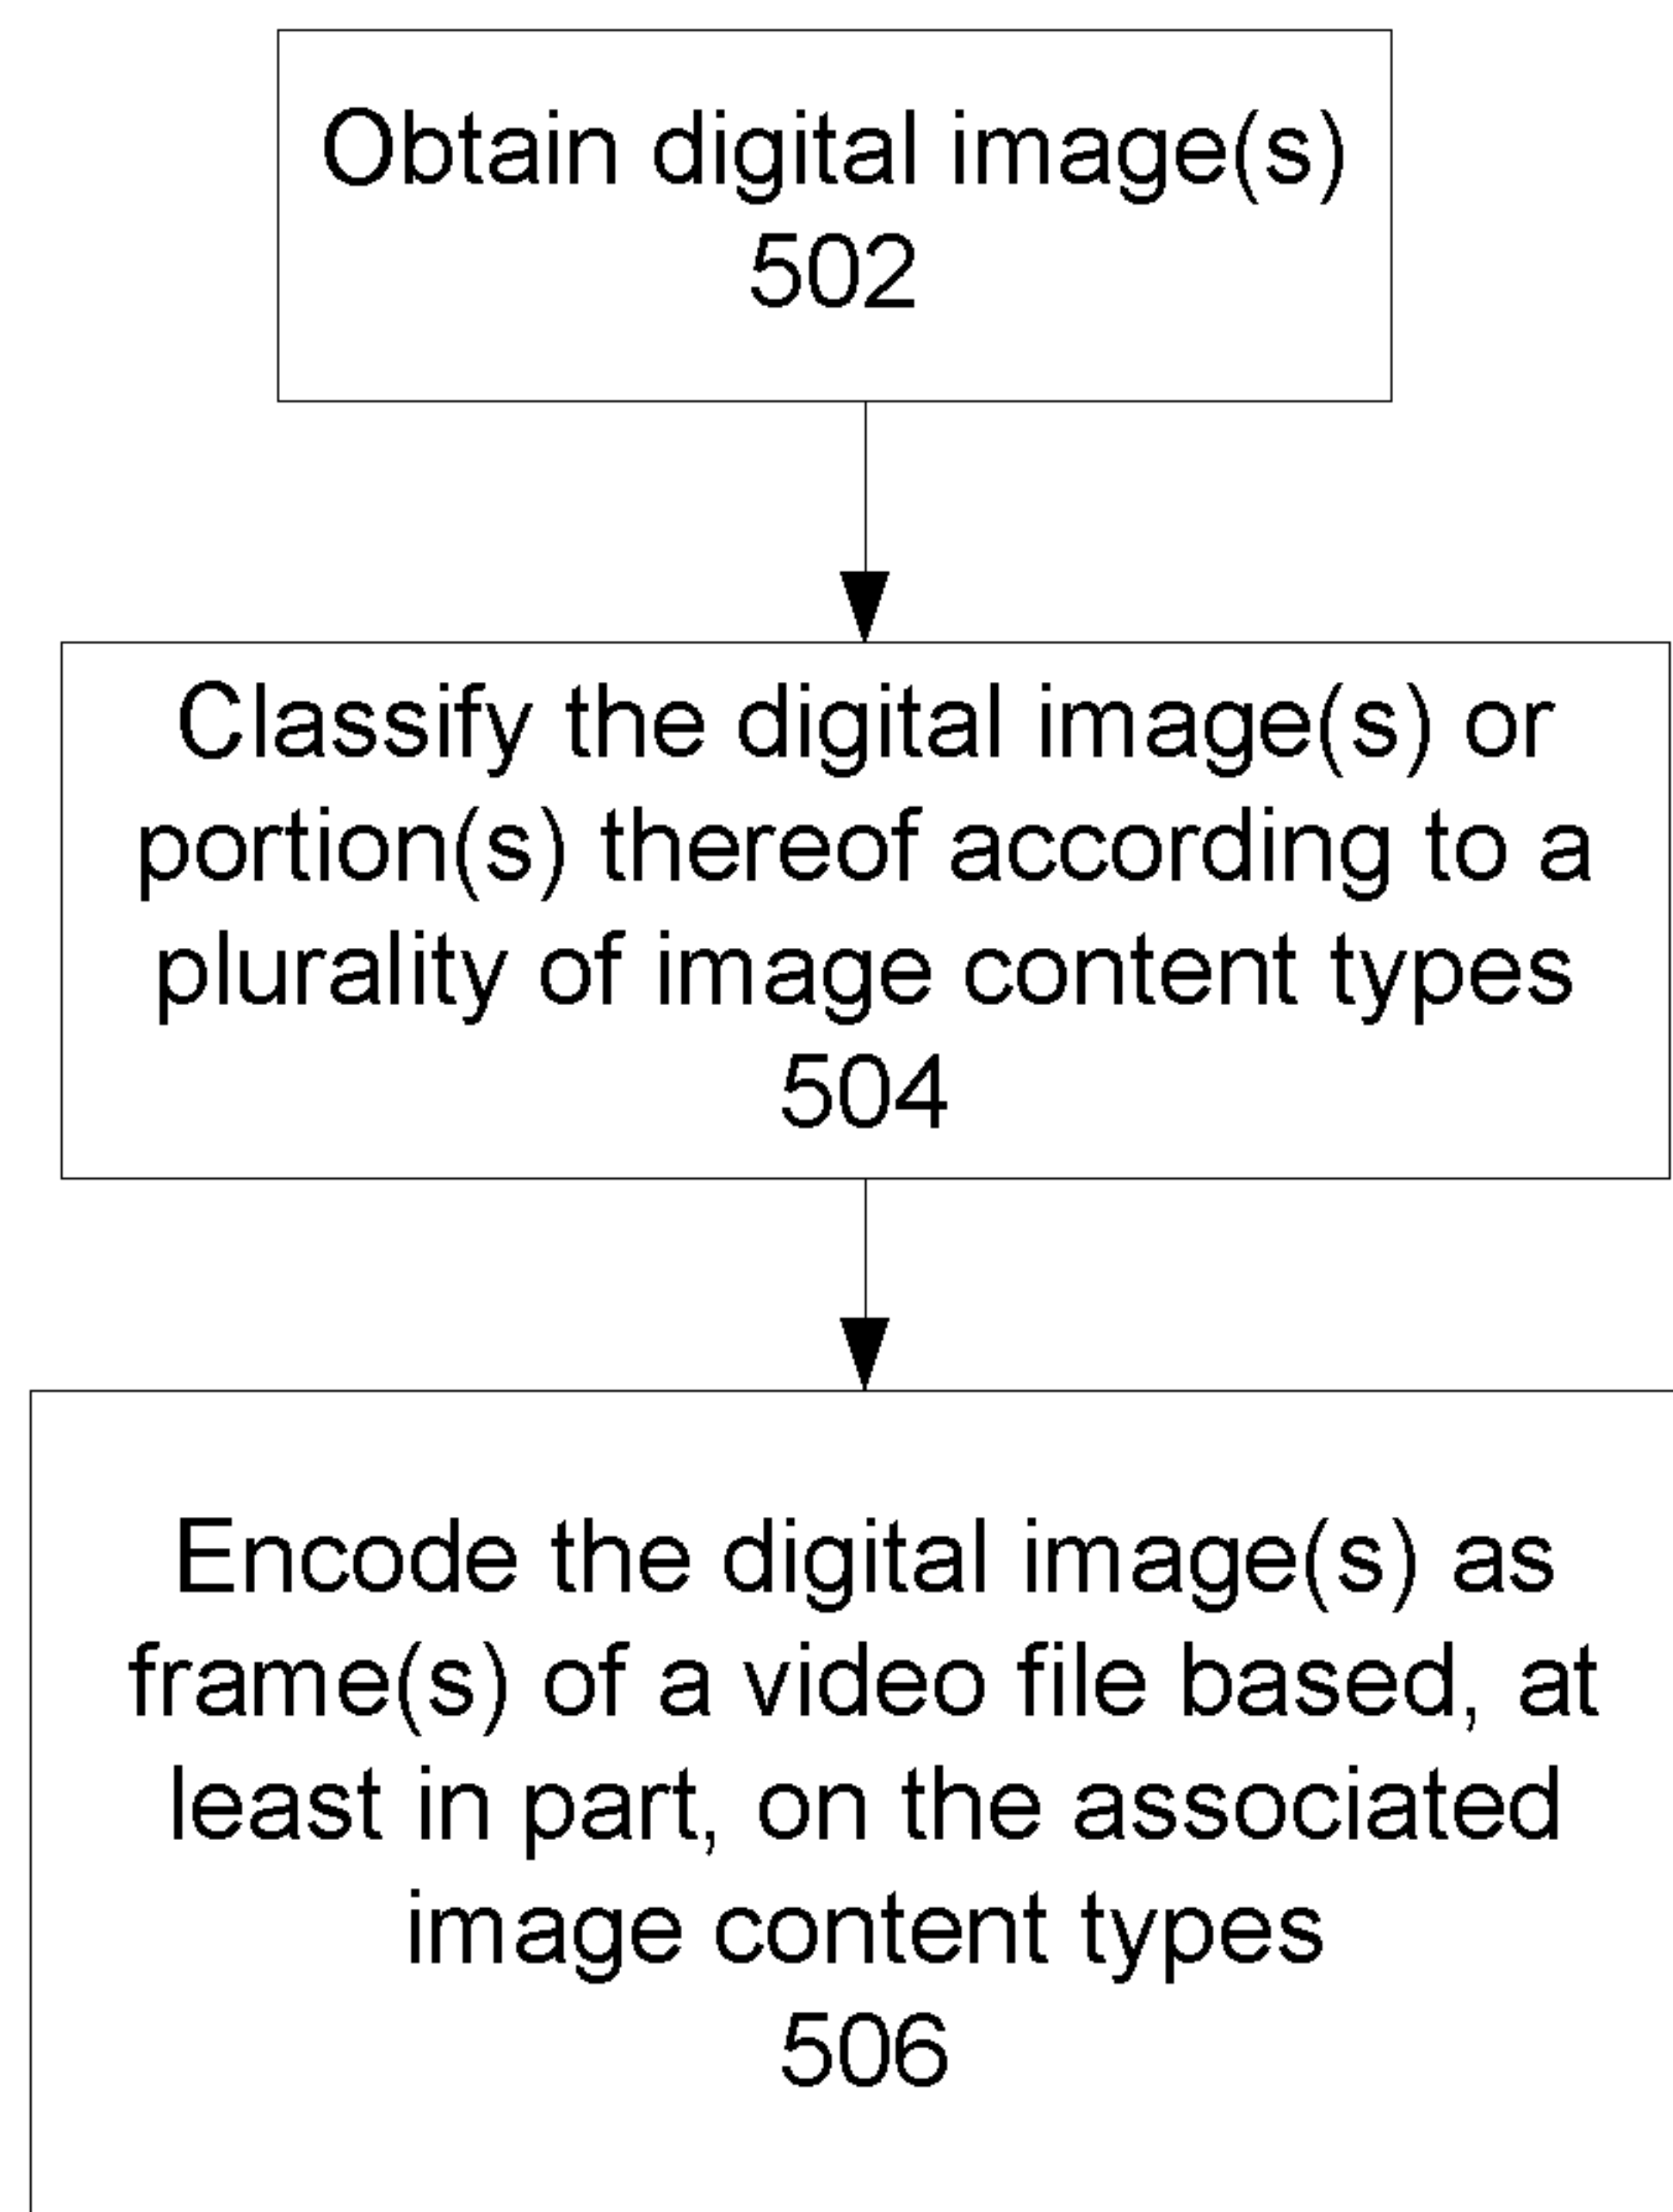 Obtain digital image(s)
502
Classify the digital image(s) or
portion(s) thereof according to a
plurality of image content types
504
Encode the digital image(s) as
frame(s) of a video file based, at
least in part, on the associated
image content types
506